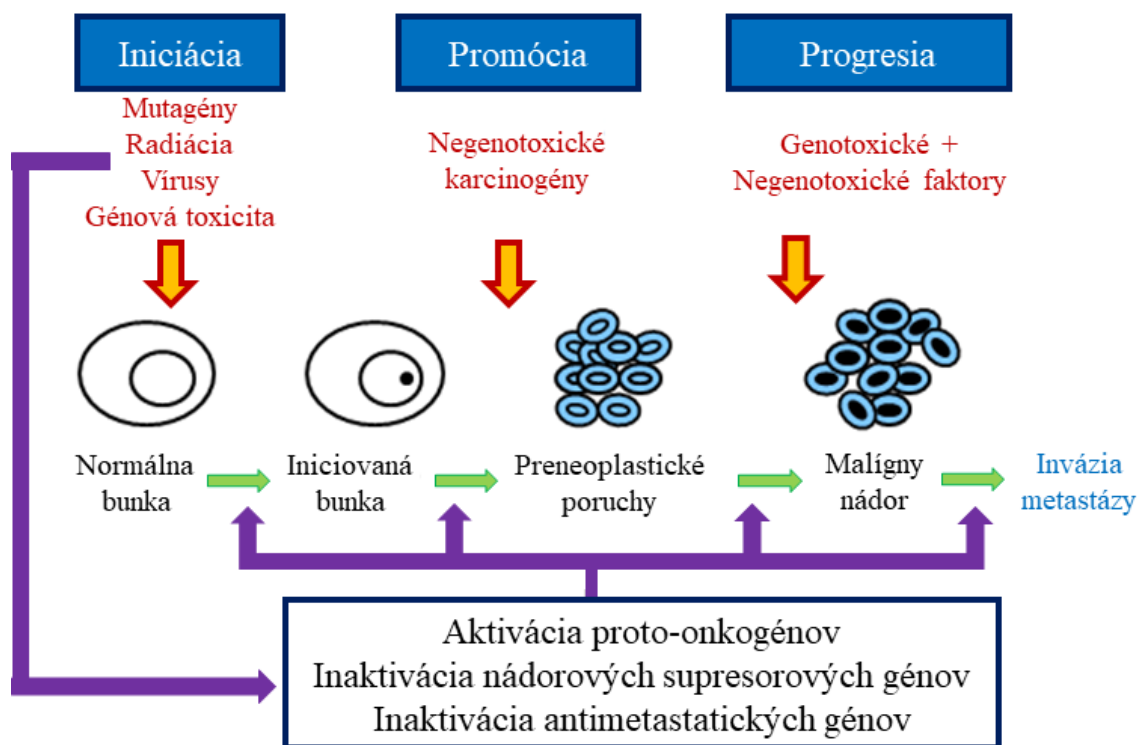 Iniciácia
Promócia
Progresia
Mutagény
Radiácia
Vírusy
Génová toxicita
Negenotoxické
karcinogény
Genotoxické +
Negenotoxické faktory
Normálna
bunka
Iniciovaná
bunka
Preneoplastické
poruchy
Malígny
nádor
Invázia
metastázy
Aktivácia proto-onkogénov
Inaktivácia nádorových supresorových génov
Inaktivácia antimetastatických génov